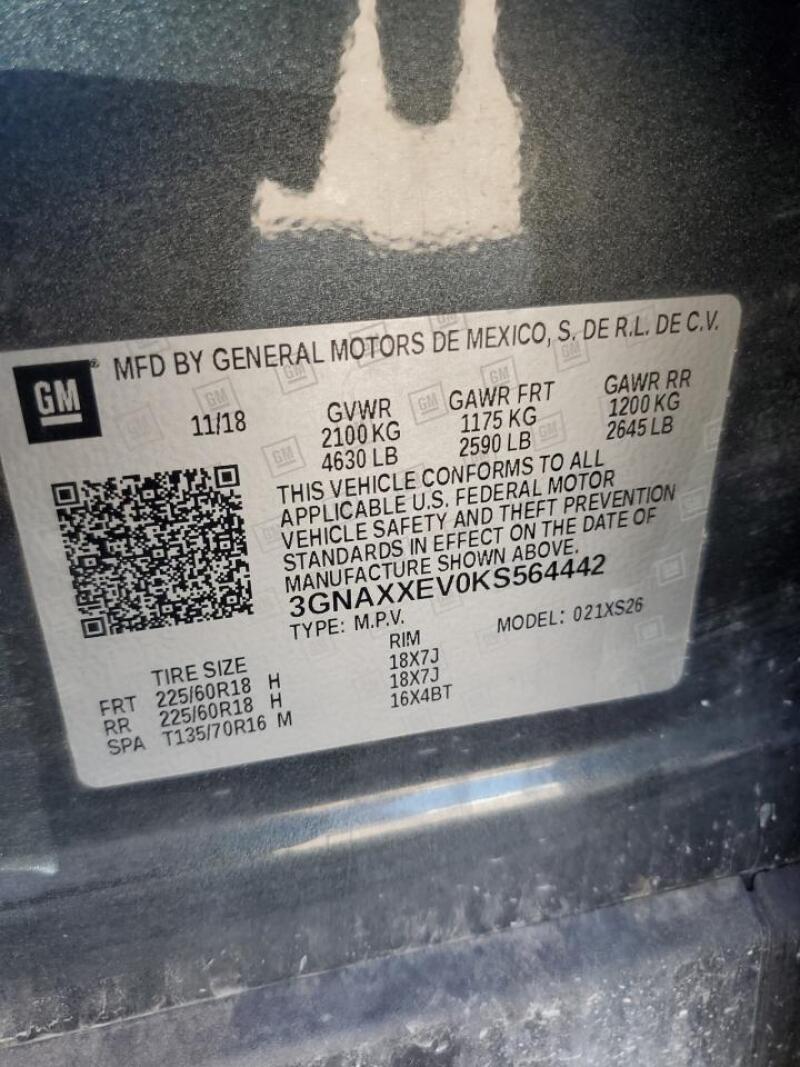 GM
® MFD BY GENERAL MOTORS DE MEXICO, S. DE R.L. DE C.V.
11/18 GVWR GAWR FRT GAWR RR
2100 KG 1175 KG 1200 KG
4630 LB 2590 LB 2645 LB
THIS VEHICLE CONFORMS TO ALL
APPLICABLE U.S. FEDERAL MOTOR
VEHICLE SAFETY AND THEFT PREVENTION
STANDARDS IN EFFECT ON THE DATE OF
MANUFACTURE SHOWN ABOVE.
3GNAXXEV0KS564442
TYPE: M.P.V. MODEL: 021XS26
TIRE SIZE RIM
FRT 225/60R18 H 18X7J
RR 225/60R18 H 18X7J
SPA T135/70R16 M 16X4BT